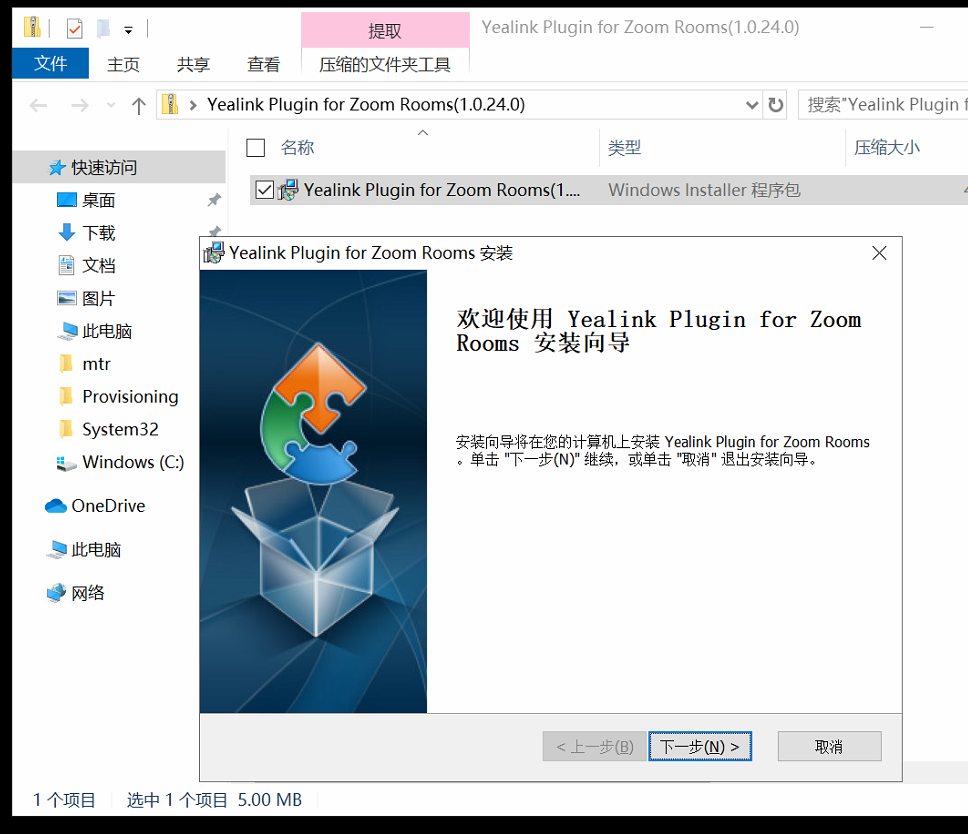 提取
Yealink Plugin for Zoom Rooms(1.0.24.0)
文件 主页 共享 查看 压缩的文件夹工具
Yealink Plugin for Zoom Rooms(1.0.24.0)
搜索"Yealink Plugin f
名称 类型 压缩大小
Yealink Plugin for Zoom Rooms(1.... Windows Installer 程序包
快速访问
桌面
下载
文档
图片
此电脑
mtr
Provisioning
System32
Windows (C:)
OneDrive
此电脑
网络
Yealink Plugin for Zoom Rooms 安装
欢迎使用 Yealink Plugin for Zoom
Rooms 安装向导
安装向导将在您的计算机上安装 Yealink Plugin for Zoom Rooms
。单击 "下一步(N)" 继续，或单击 "取消" 退出安装向导。
< 上一步(B) 下一步(N) > 取消
1 个项目 选中 1 个项目 5.00 MB